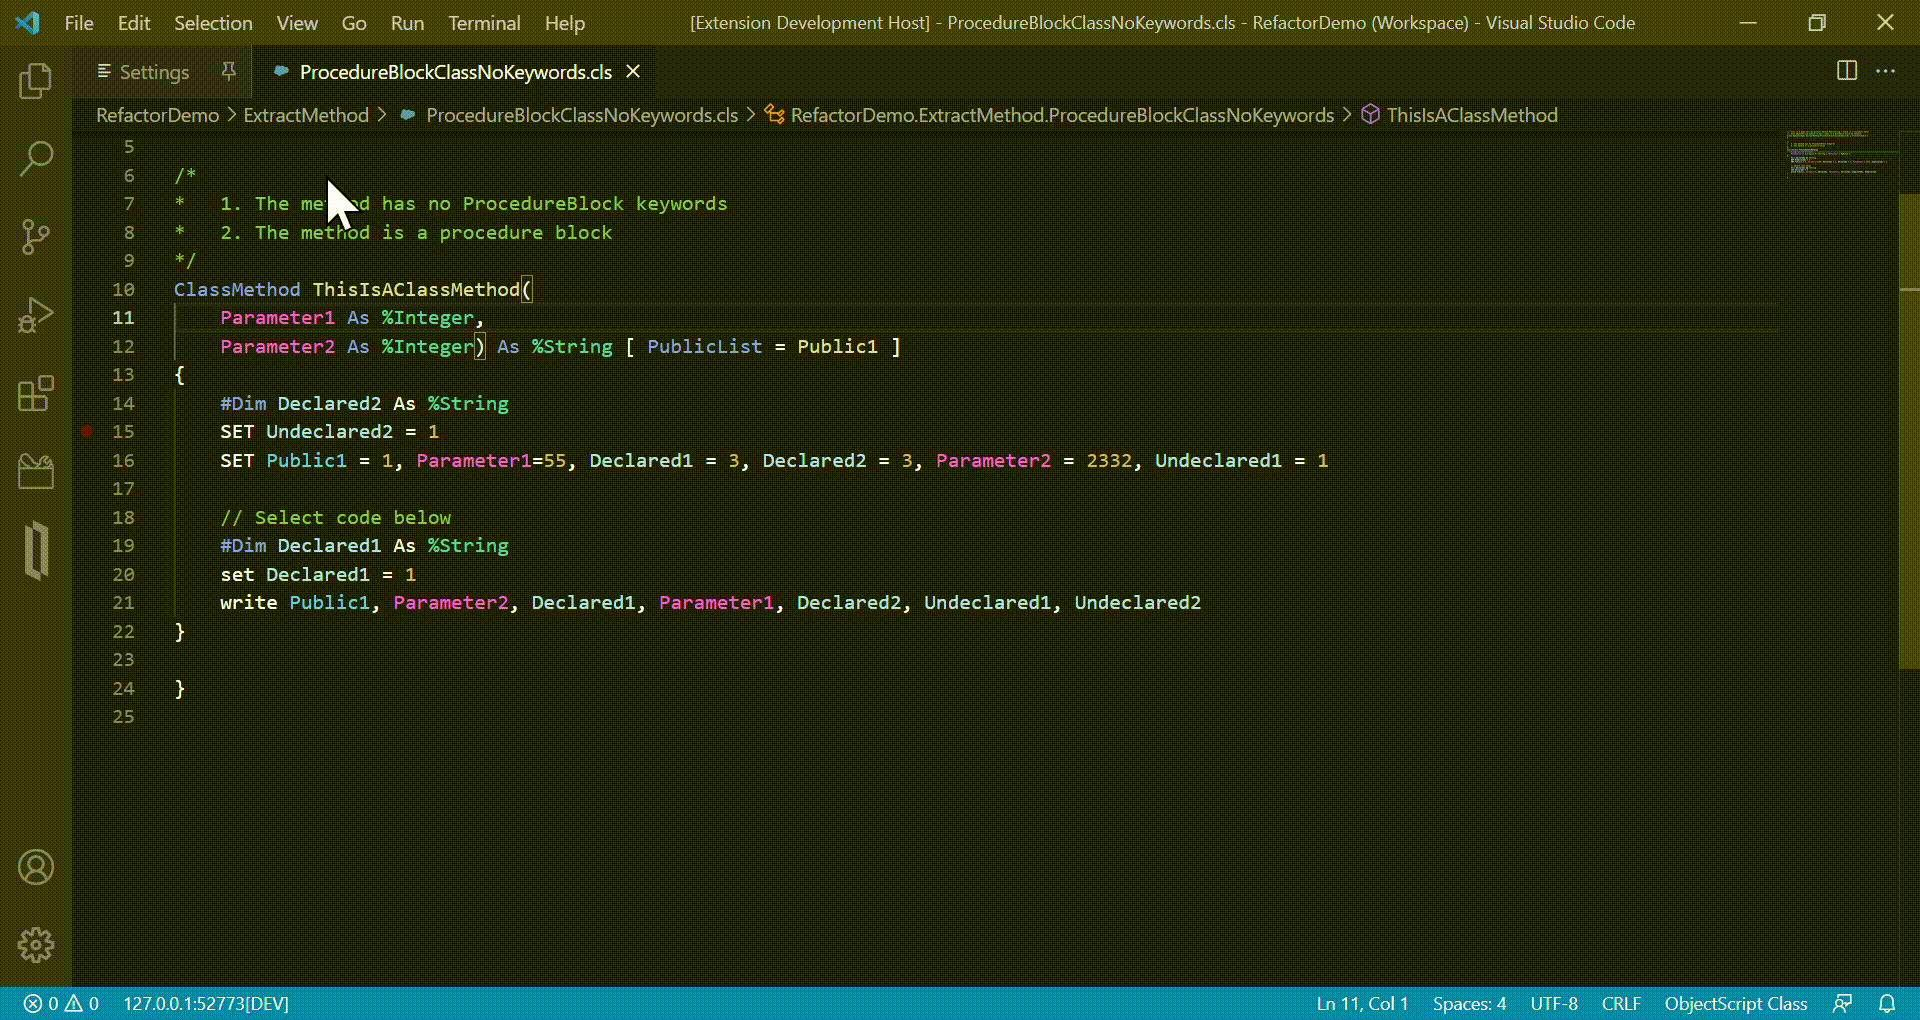 File Edit Selection View Go Run Terminal Help [Extension Development Host] - ProcedureBlockClassNoKeywords.cls - RefactorDemo (Workspace) - Visual Studio Code
Settings ProcedureBlockClassNoKeywords.cls
RefactorDemo > ExtractMethod > ProcedureBlockClassNoKeywords.cls > RefactorDemo.ExtractMethod.ProcedureBlockClassNoKeywords > ThisIsAClassMethod
5
6 /*
7 * 1. The method has no ProcedureBlock keywords
8 * 2. The method is a procedure block
9 */
10 ClassMethod ThisIsAClassMethod(
11 Parameter1 As %Integer,
12 Parameter2 As %Integer) As %String [ PublicList = Public1 ]
13 {
14 #Dim Declared2 As %String
15 SET Undeclared2 = 1
16 SET Public1 = 1, Parameter1=55, Declared1 = 3, Declared2 = 3, Parameter2 = 2332, Undeclared1 = 1
17
18 // Select code below
19 #Dim Declared1 As %String
20 set Declared1 = 1
21 write Public1, Parameter2, Declared1, Parameter1, Declared2, Undeclared1, Undeclared2
22 }
23
24 }
25
0 0 127.0.0.1:52773[DEV] Ln 11, Col 1 Spaces: 4 UTF-8 CRLF ObjectScript Class